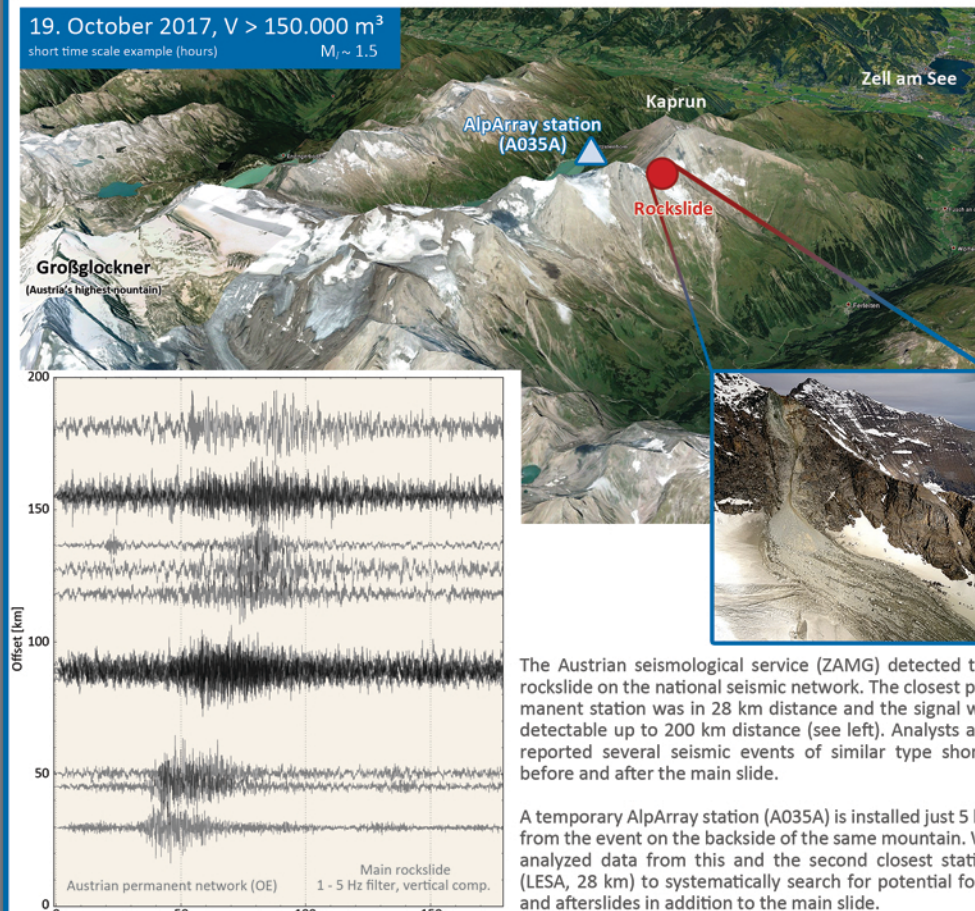 19. October 2017, V > 150.000 m³
short time scale example (hours)
Mₗ ~ 1.5
Zell am See
Kaprun
AlpArray station
(A035A)
Rockslide
Großglockner
(Austria's highest mountain)
Ferleiten
200
150
100
50
0
Offset [km]
Austrian permanent network (OE)
Main rockslide
1 - 5 Hz filter, vertical comp.
0 50 100 150
The Austrian seismological service (ZAMG) detected t
rockslide on the national seismic network. The closest p
manent station was in 28 km distance and the signal w
detectable up to 200 km distance (see left). Analysts a
reported several seismic events of similar type shor
before and after the main slide.
A temporary AlpArray station (A035A) is installed just 5
from the event on the backside of the same mountain. W
analyzed data from this and the second closest stati
(LESA, 28 km) to systematically search for potential fo
and afterslides in addition to the main slide.